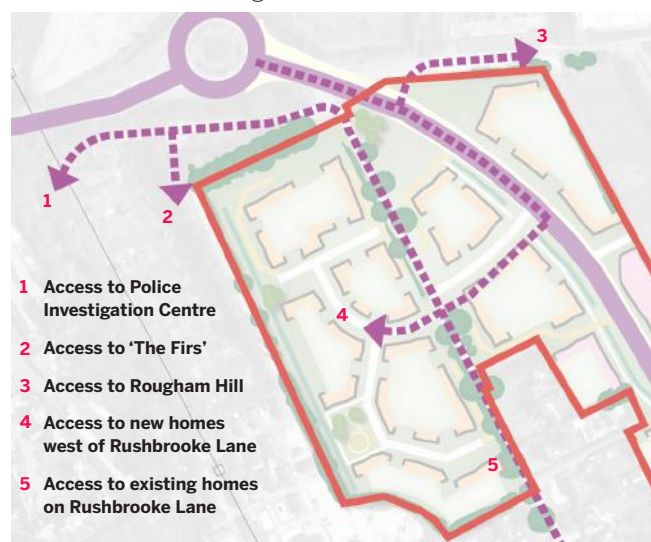 3
1
2
4
5
1 Access to Police
Investigation Centre
2 Access to ‘The Firs’
3 Access to Rougham Hill
4 Access to new homes
west of Rushbrooke Lane
5 Access to existing homes
on Rushbrooke Lane